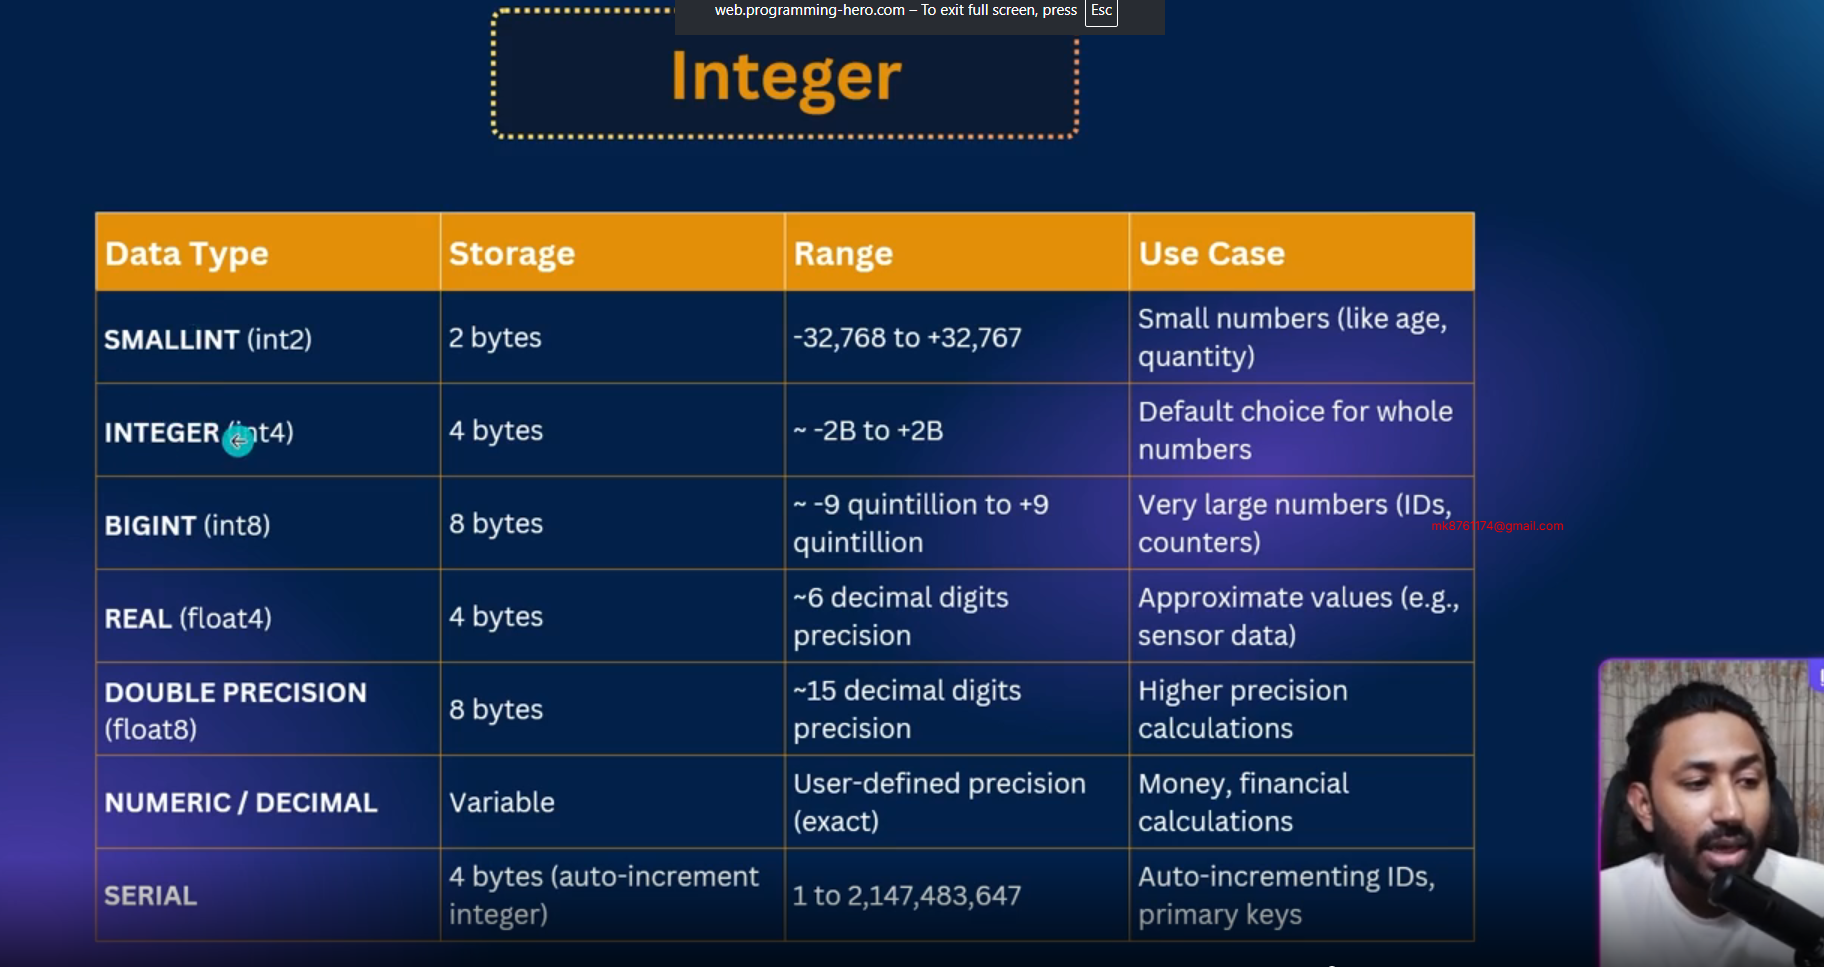 web.programming-hero.com – To exit full screen, press Esc
Integer
Data Type Storage Range Use Case
SMALLINT (int2) 2 bytes -32,768 to +32,767 Small numbers (like age,
quantity)
INTEGER (int4) 4 bytes ~ -2B to +2B Default choice for whole
numbers
BIGINT (int8) 8 bytes ~ -9 quintillion to +9
quintillion
Very large numbers (IDs,
counters)
mk8761174@gmail.com
REAL (float4) 4 bytes ~6 decimal digits
precision
Approximate values (e.g.,
sensor data)
DOUBLE PRECISION
(float8)
8 bytes ~15 decimal digits
precision
Higher precision
calculations
NUMERIC / DECIMAL Variable User-defined precision
(exact)
Money, financial
calculations
SERIAL 4 bytes (auto-increment
integer)
1 to 2,147,483,647 Auto-incrementing IDs,
primary keys